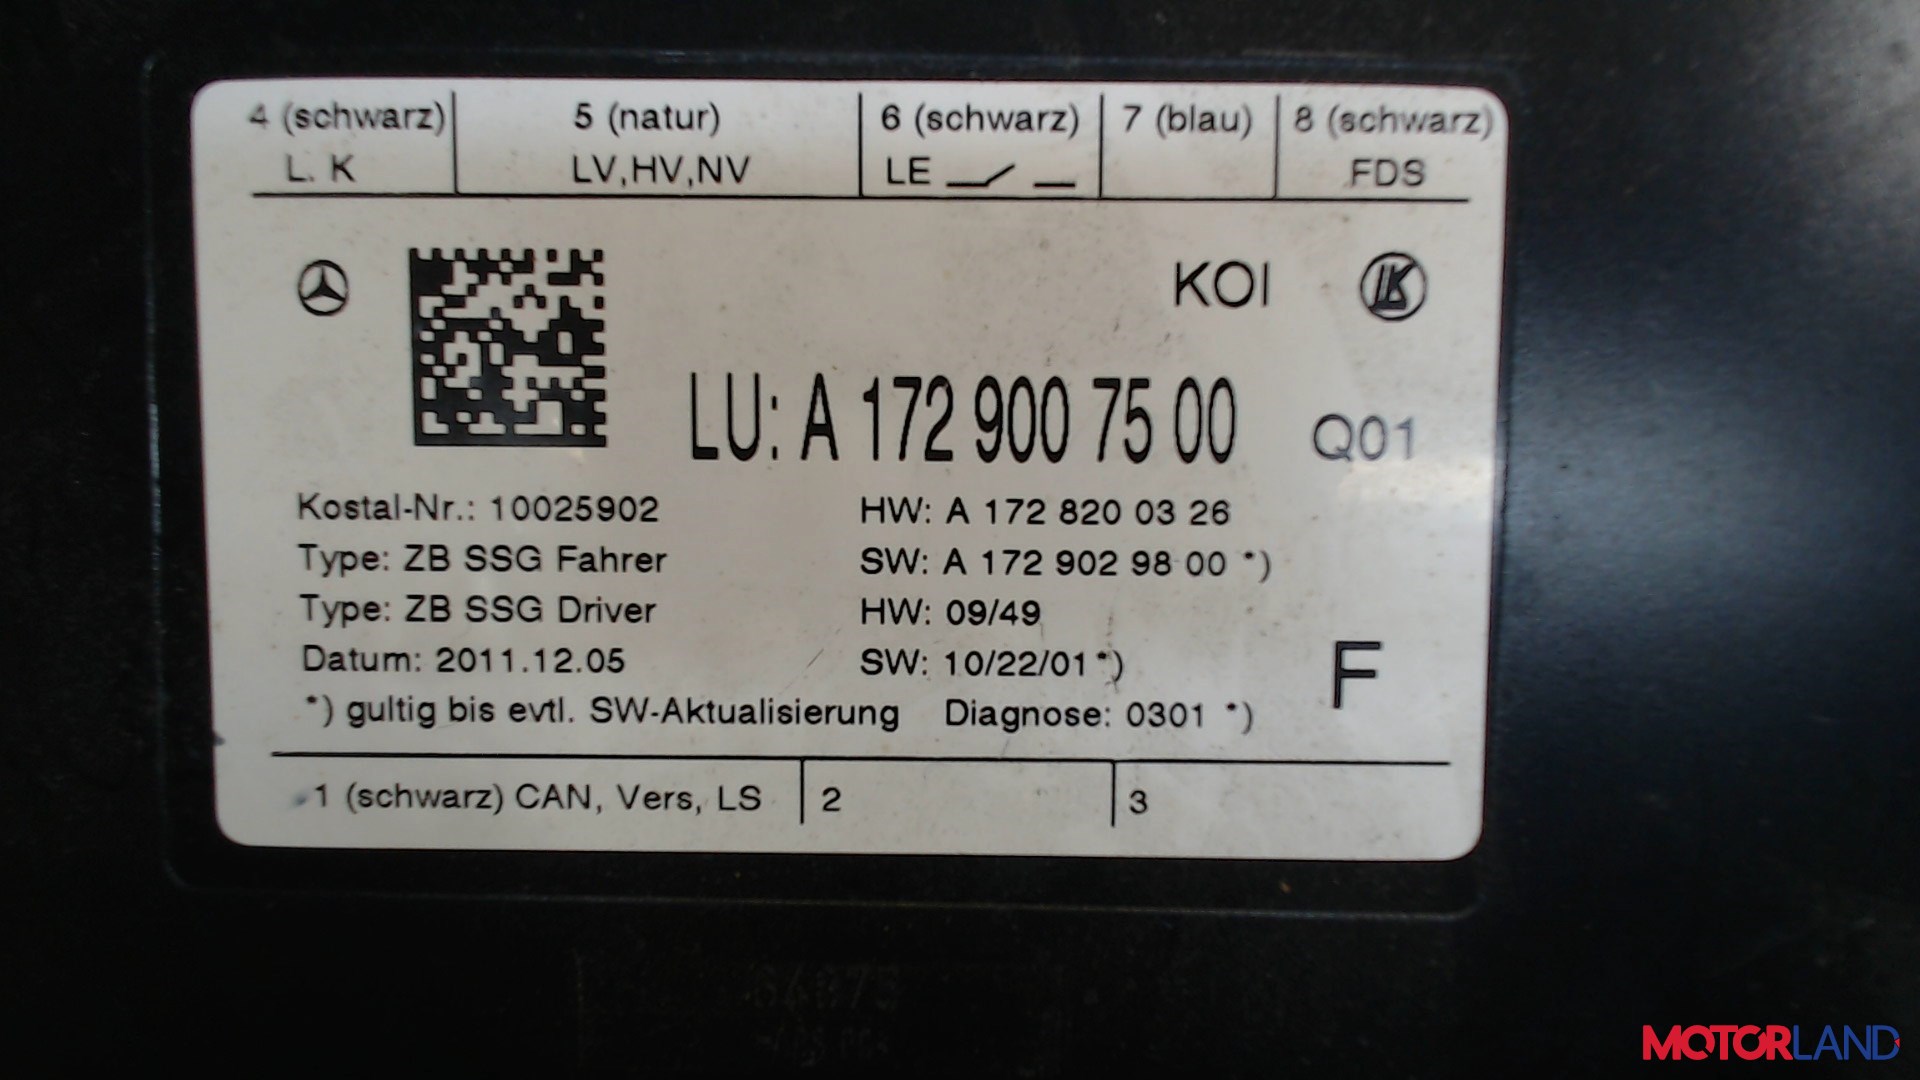 4 (schwarz) 5 (natur) 6 (schwarz) 7 (blau) 8 (schwarz)
L. K LV,HV,NV LE FDS
KOI
LU: A 172 900 75 00 Q01
Kostal-Nr.: 10025902 HW: A 172 820 03 26
Type: ZB SSG Fahrer SW: A 172 902 98 00 *)
Type: ZB SSG Driver HW: 09/49
Datum: 2011.12.05 SW: 10/22/01 *)
F
*) gultig bis evtl. SW-Aktualisierung Diagnose: 0301 *)
1 (schwarz) CAN, Vers, LS 2 3
MOTORLAND